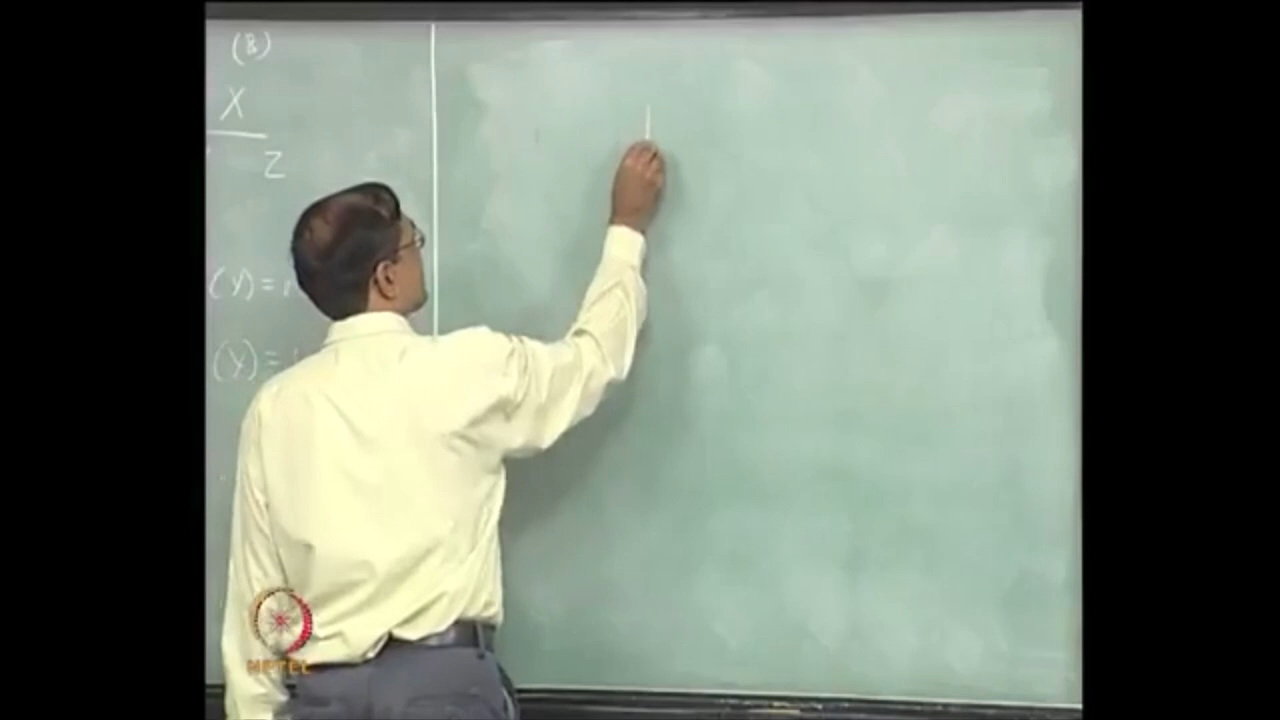 (B)
X
Z
(Y) =
(Y) =
NPTEL